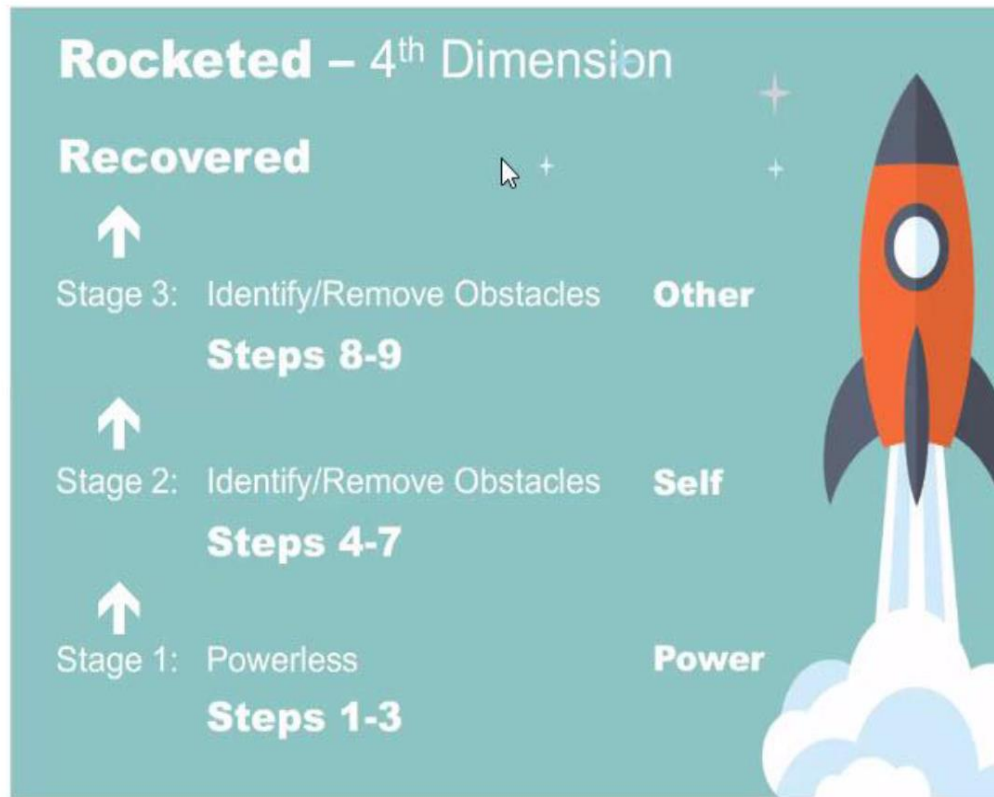 Rocketed – 4th Dimension
Recovered
Stage 3: Identify/Remove Obstacles Other
Steps 8-9
Stage 2: Identify/Remove Obstacles Self
Steps 4-7
Stage 1: Powerless Power
Steps 1-3